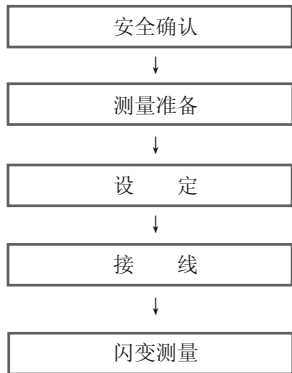 安全确认
测量准备
设　　定
接　　线
闪变测量